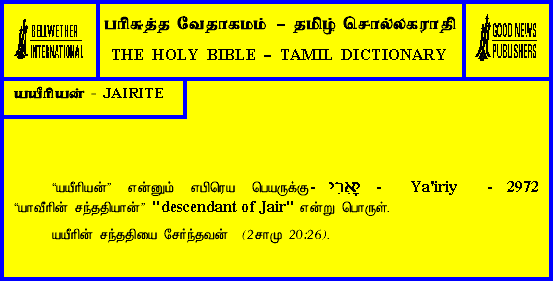 BELLWETHER
INTERNATIONAL
பரிசுத்த வேதாகமம் – தமிழ் சொல்லகராதி
THE HOLY BIBLE – TAMIL DICTIONARY
GOOD NEWS
PUBLISHERS
யயீரியன் - JAIRITE
“யயீரியன்” என்னும் எபிரெய பெயருக்கு- יָאִרִי - Ya'iriy - 2972
“யாவீரின் சந்ததியான்” "descendant of Jair" என்று பொருள்.
யயீரின் சந்ததியை சேர்ந்தவன் (2சாமு 20:26).